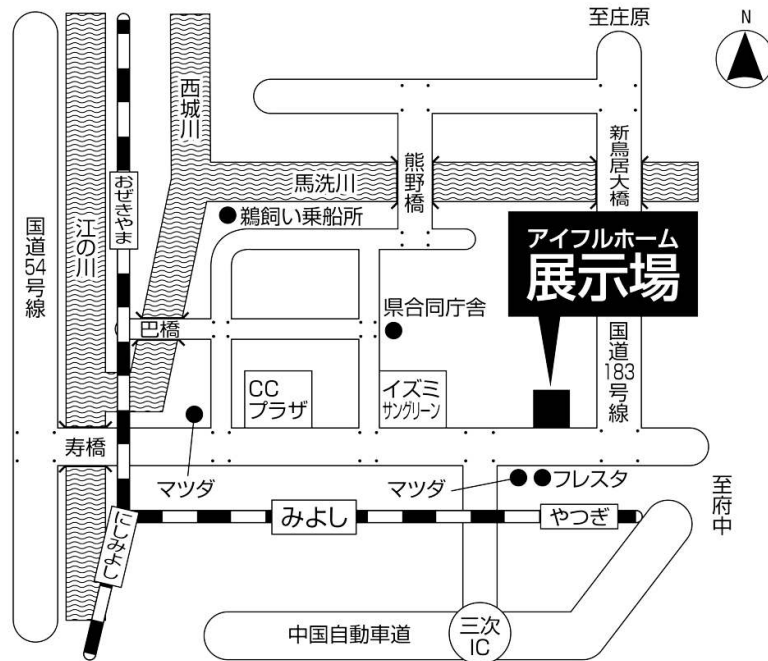 至庄原
N
西城川
熊野橋
新鳥居大橋
馬洗川
おぜきやま
江の川
国道54号線
鵜飼い乗船所
アイフルホーム
展示場
県合同庁舎
巴橋
国道183号線
CC
プラザ
イズミ
サングリーン
寿橋
マツダ
マツダ
フレスタ
至府中
にしみよし
みよし
やつぎ
中国自動車道
三次
IC